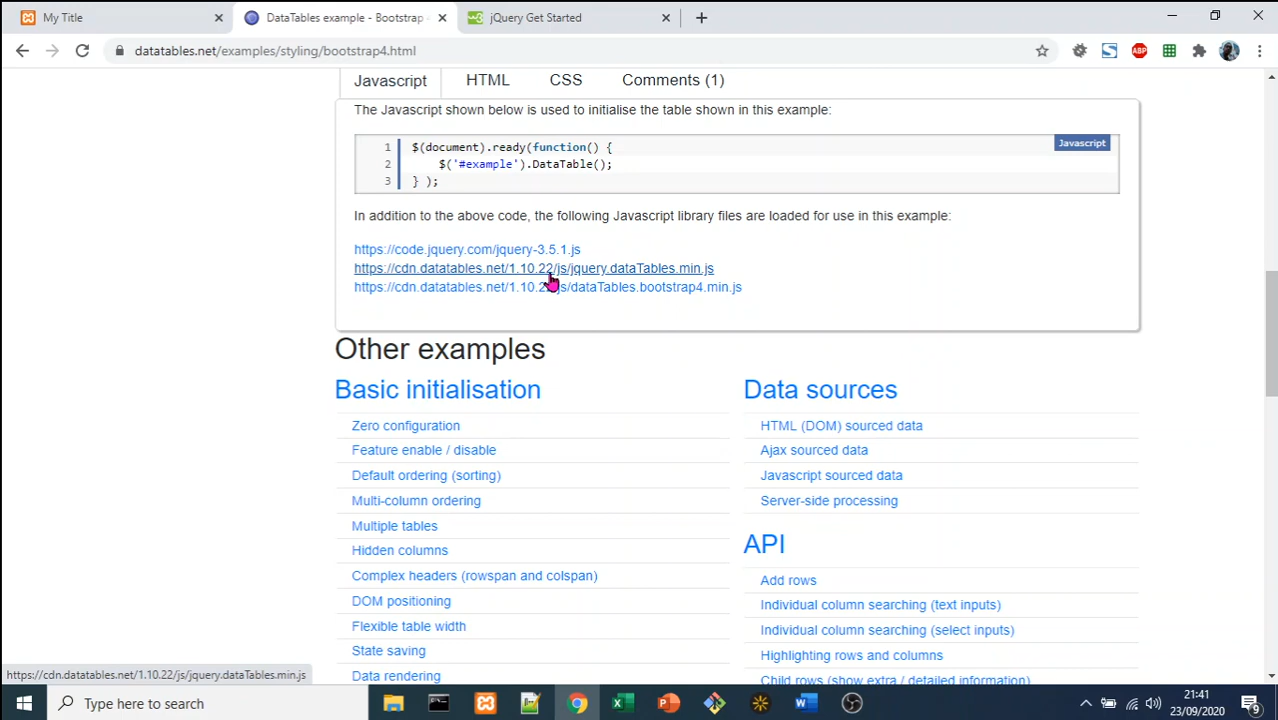 My Title
DataTables example - Bootstrap
jQuery Get Started
datatables.net/examples/styling/bootstrap4.html
ABP
Javascript
HTML
CSS
Comments (1)
The Javascript shown below is used to initialise the table shown in this example:
1 $(document).ready(function() {
Javascript
2 $('#example').DataTable();
3 } );
In addition to the above code, the following Javascript library files are loaded for use in this example:
https://code.jquery.com/jquery-3.5.1.js
https://cdn.datatables.net/1.10.22/js/jquery.dataTables.min.js
https://cdn.datatables.net/1.10.22/js/dataTables.bootstrap4.min.js
Other examples
Basic initialisation
Zero configuration
Feature enable / disable
Default ordering (sorting)
Multi-column ordering
Multiple tables
Hidden columns
Complex headers (rowspan and colspan)
DOM positioning
Flexible table width
State saving
Data rendering
Data sources
HTML (DOM) sourced data
Ajax sourced data
Javascript sourced data
Server-side processing
API
Add rows
Individual column searching (text inputs)
Individual column searching (select inputs)
Highlighting rows and columns
Child rows (show extra / detailed information)
https://cdn.datatables.net/1.10.22/js/jquery.dataTables.min.js
Type here to search
21:41
23/09/2020